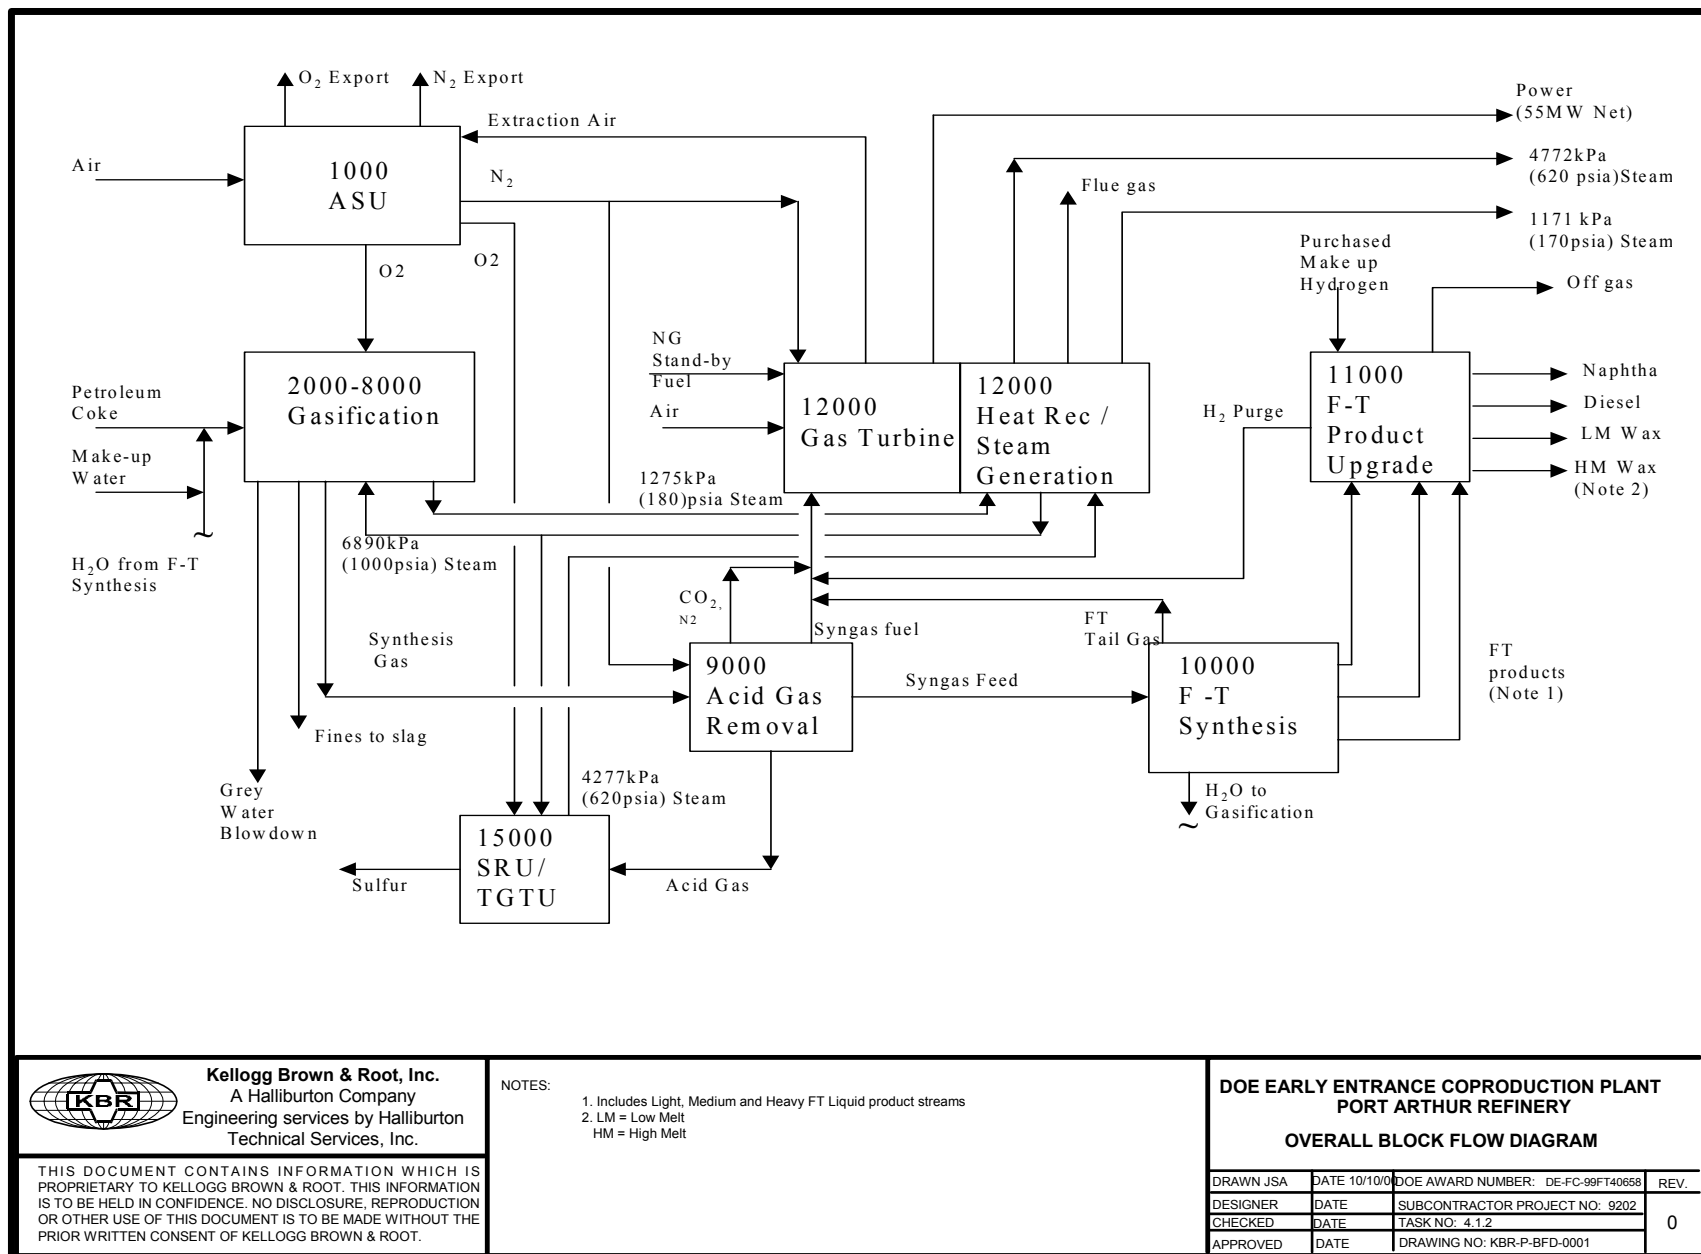 O2 Export
N2 Export
Extraction Air
Air
1000
ASU
N2
O2
O2
Power
(55MW Net)
4772kPa
(620 psia)Steam
Flue gas
1171 kPa
(170psia) Steam
Purchased
Make up
Hydrogen
Off gas
NG
Stand-by
Fuel
Air
Petroleum
Coke
Make-up
Water
2000-8000
Gasification
12000
Gas Turbine
12000
Heat Rec /
Steam
Generation
H2 Purge
11000
F-T
Product
Upgrade
Naphtha
Diesel
LM Wax
HM Wax
(Note 2)
1275kPa
(180)psia Steam
6890kPa
(1000psia) Steam
~
H2O from F-T
Synthesis
CO2,
N2
Syngas fuel
FT
Tail Gas
Synthesis
Gas
9000
Acid Gas
Removal
Syngas Feed
10000
F -T
Synthesis
FT
products
(Note 1)
Fines to slag
Grey
Water
Blowdown
4277kPa
(620psia) Steam
H2O to
Gasification
~
15000
SRU/
TGTU
Sulfur
Acid Gas
KBR
Kellogg Brown & Root, Inc.
A Halliburton Company
Engineering services by Halliburton
Technical Services, Inc.
THIS DOCUMENT CONTAINS INFORMATION WHICH IS
PROPRIETARY TO KELLOGG BROWN & ROOT. THIS INFORMATION
IS TO BE HELD IN CONFIDENCE. NO DISCLOSURE, REPRODUCTION
OR OTHER USE OF THIS DOCUMENT IS TO BE MADE WITHOUT THE
PRIOR WRITTEN CONSENT OF KELLOGG BROWN & ROOT.
NOTES:
1. Includes Light, Medium and Heavy FT Liquid product streams
2. LM = Low Melt
HM = High Melt
DOE EARLY ENTRANCE COPRODUCTION PLANT
PORT ARTHUR REFINERY
OVERALL BLOCK FLOW DIAGRAM
DRAWN JSA DATE 10/10/00 DOE AWARD NUMBER: DE-FC-99FT40658 REV.
DESIGNER DATE SUBCONTRACTOR PROJECT NO: 9202
CHECKED DATE TASK NO: 4.1.2 0
APPROVED DATE DRAWING NO: KBR-P-BFD-0001